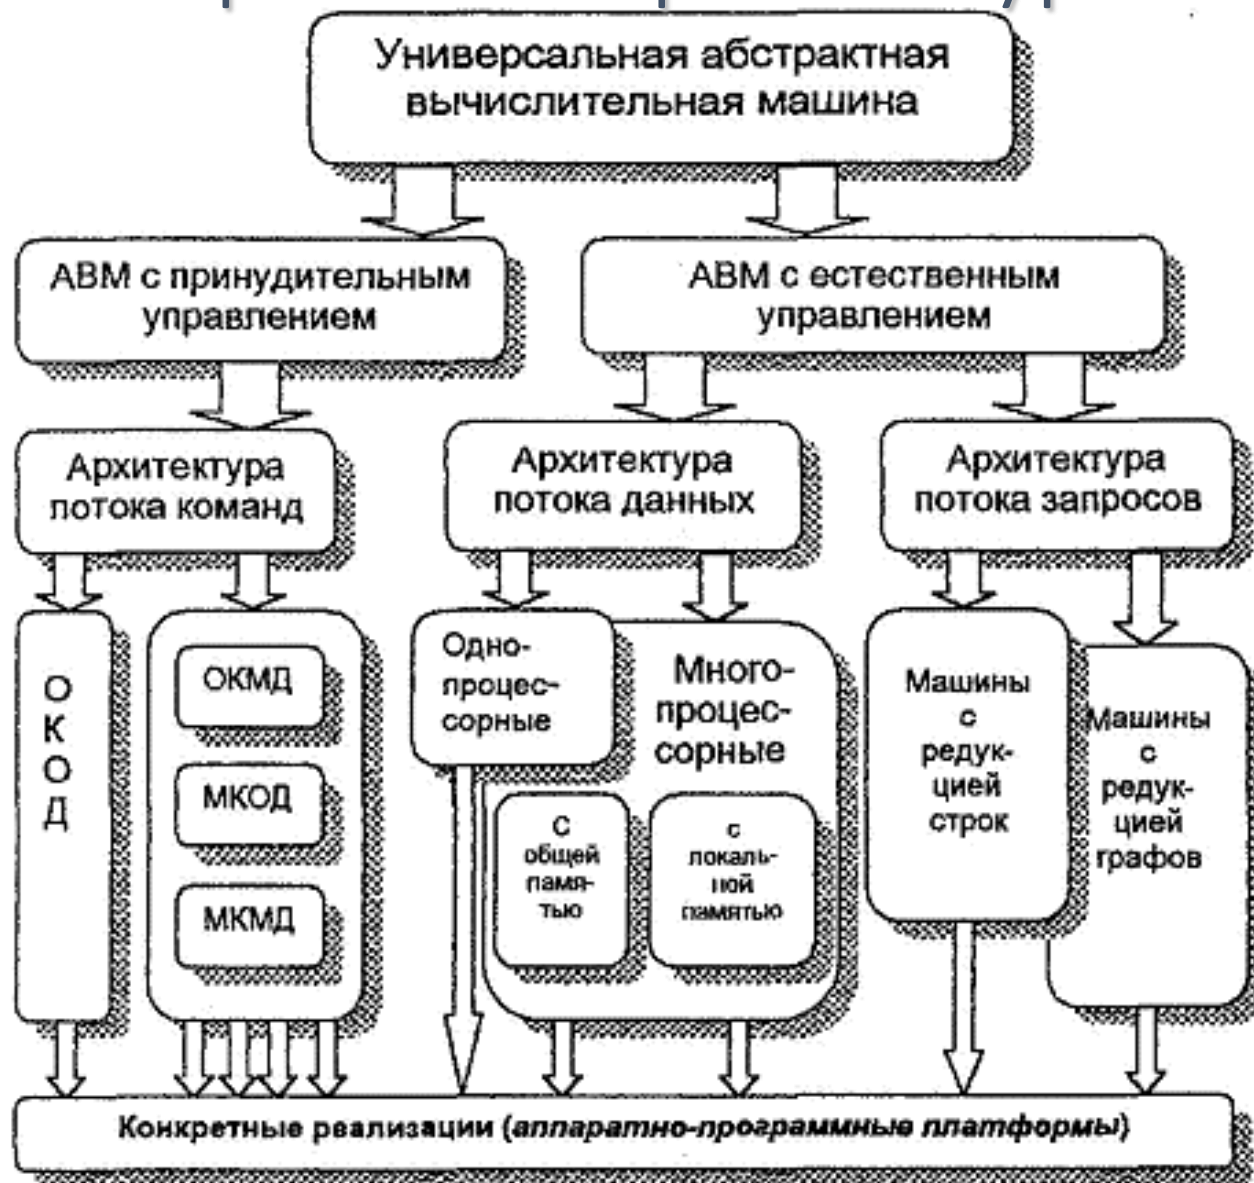 Универсальная абстрактная
вычислительная машина
АВМ с принудительным
управлением
АВМ с естественным
управлением
Архитектура
потока команд
Архитектура
потока данных
Архитектура
потока запросов
О
К
О
Д
ОКМД
МКОД
МКМД
Одно-
процес-
сорные
Много-
процес-
сорные
С
общей
памя-
тью
с
локаль-
ной
памятью
Машины
с
редук-
цией
строк
Машины
с
редук-
цией
графов
Конкретные реализации (аппаратно-программные платформы)